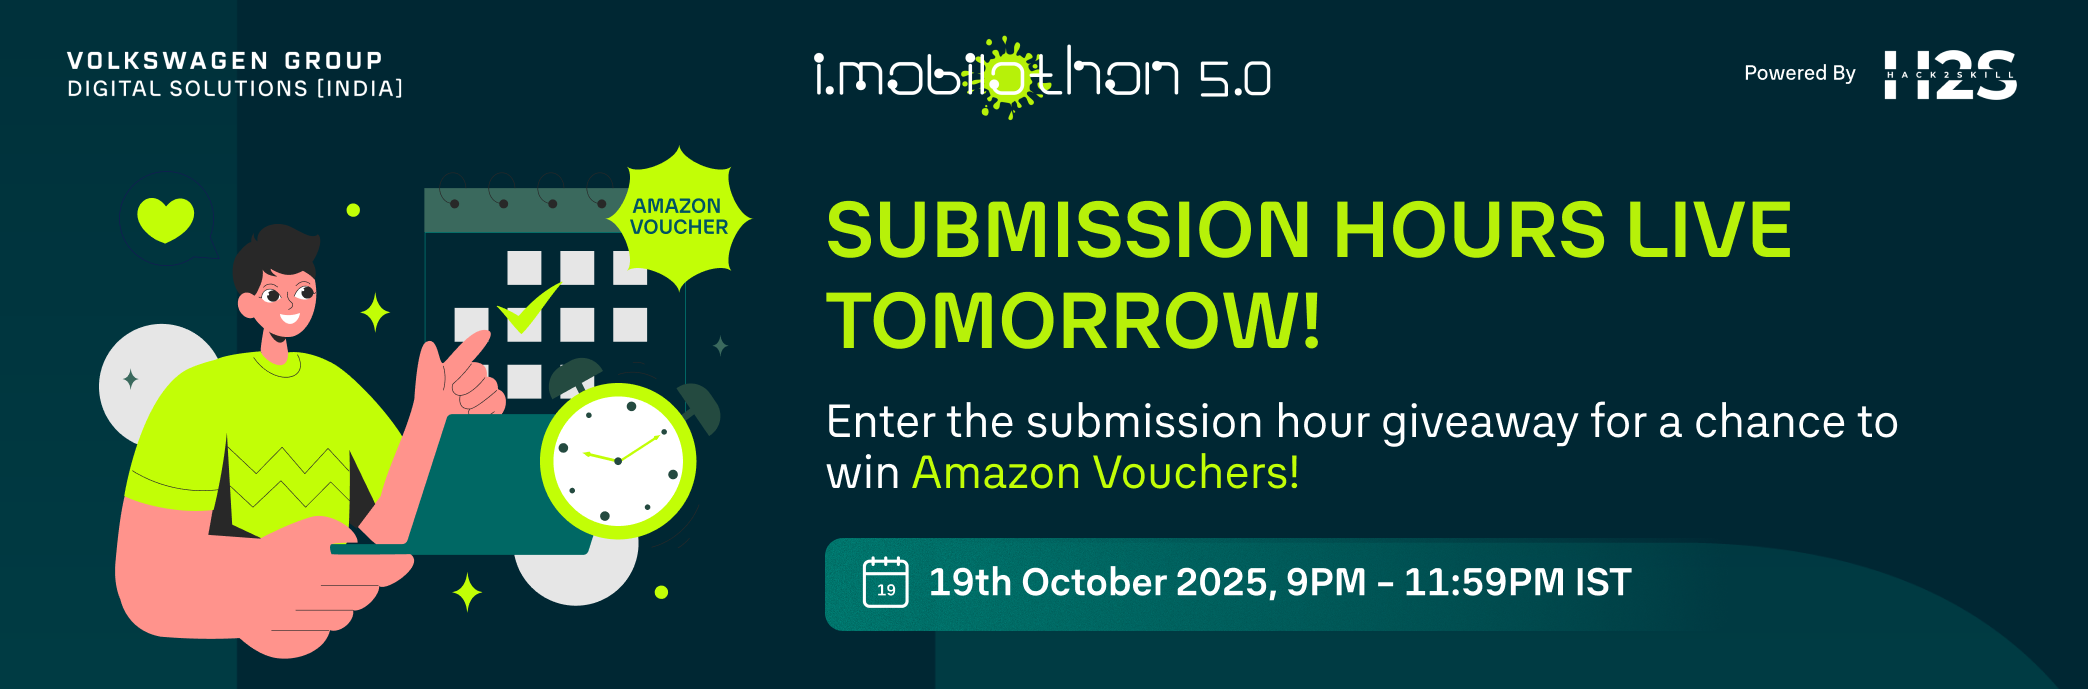 VOLKSWAGEN GROUP
DIGITAL SOLUTIONS [INDIA]
i.mobilothon 5.0
Powered By
H2S
HACK2SKILL
AMAZON
VOUCHER
SUBMISSION HOURS LIVE
TOMORROW!
Enter the submission hour giveaway for a chance to
win Amazon Vouchers!
19
19th October 2025, 9PM – 11:59PM IST